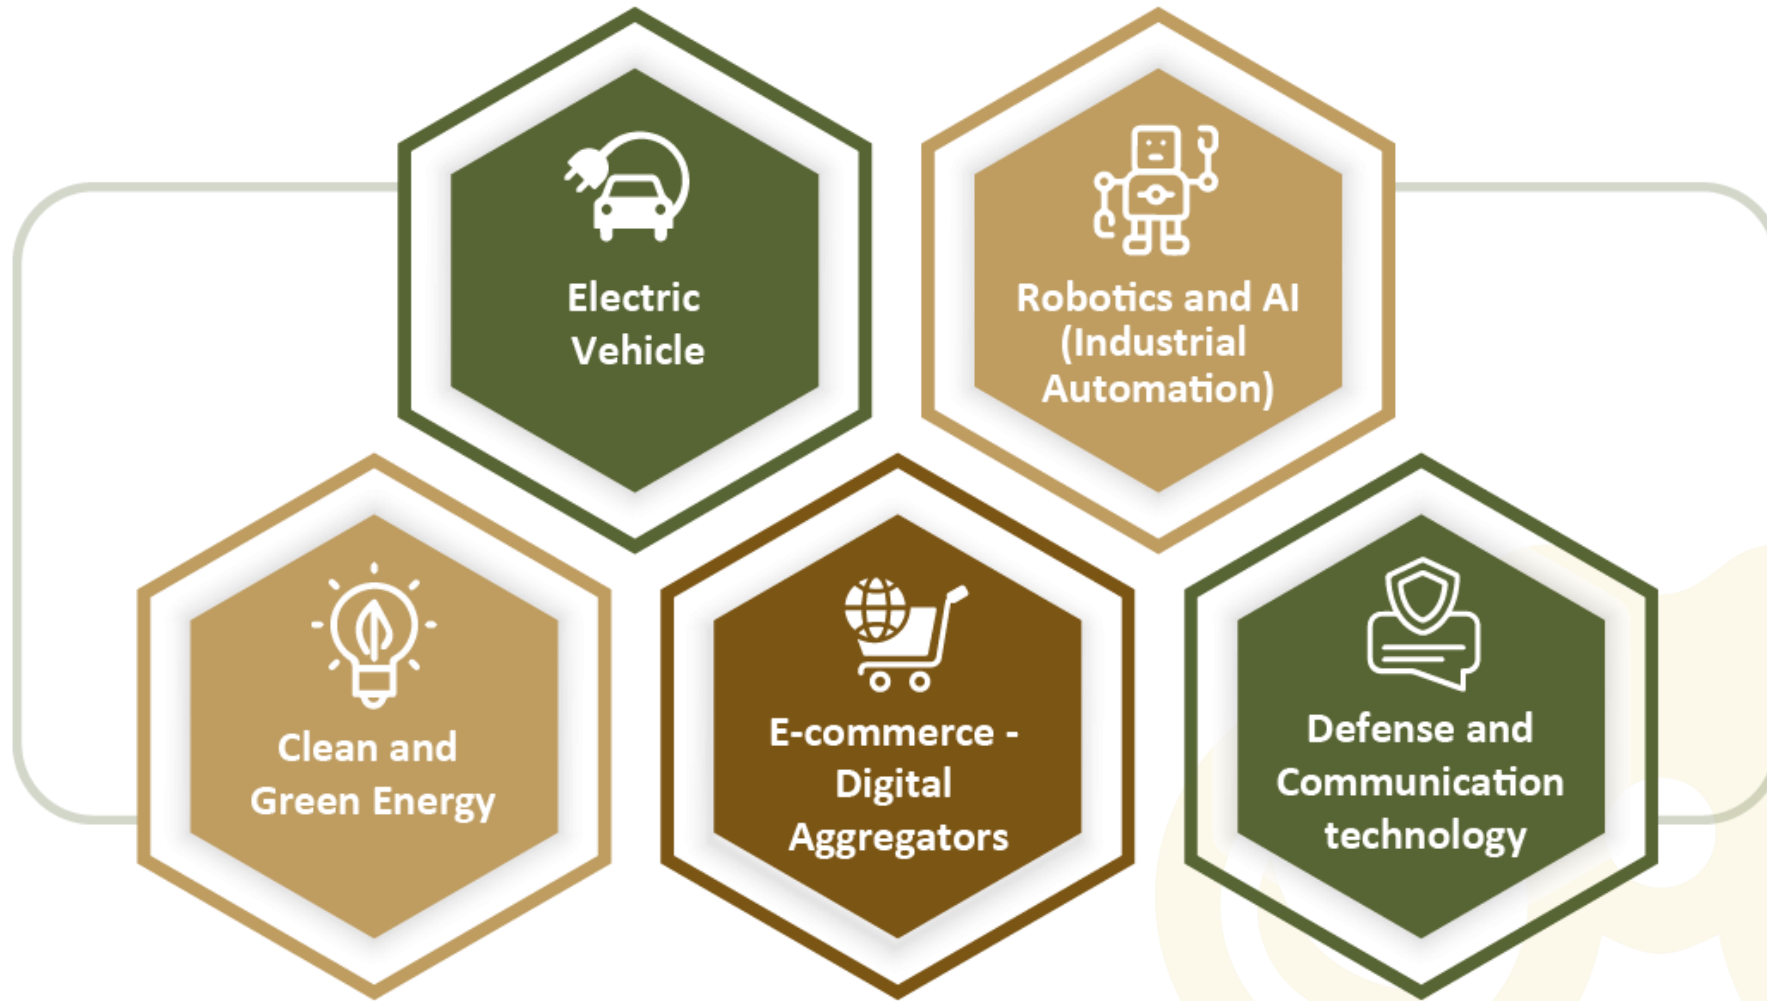 Electric
Vehicle
Robotics and AI
(Industrial
Automation)
Clean and
Green Energy
E-commerce -
Digital
Aggregators
Defense and
Communication
technology